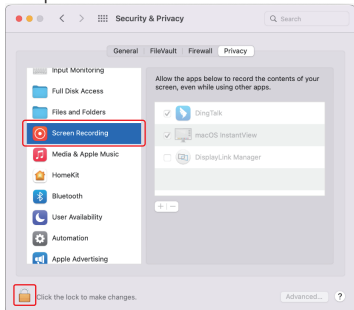 Security & Privacy
Search
General
FileVault
Firewall
Privacy
Input Monitoring
Full Disk Access
Files and Folders
Screen Recording
Media & Apple Music
HomeKit
Bluetooth
User Availability
Automation
Apple Advertising
Allow the apps below to record the contents of your
screen, even while using other apps.
DingTalk
macOS InstantView
DisplayLink Manager
Click the lock to make changes.
Advanced...
?